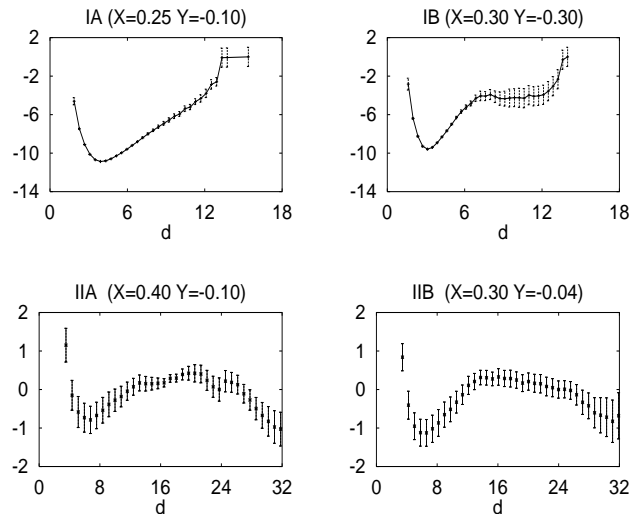 IA (X=0.25 Y=-0.10)
IB (X=0.30 Y=-0.30)
2
-2
-6
-10
-14
0 6 12 18
d
2
-2
-6
-10
-14
0 6 12 18
d
IIA (X=0.40 Y=-0.10)
IIB (X=0.30 Y=-0.04)
2
1
0
-1
-2
0 8 16 24 32
d
2
1
0
-1
-2
0 8 16 24 32
d